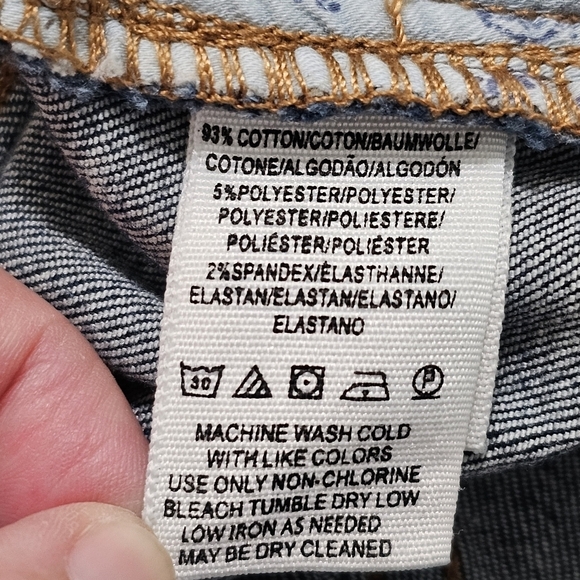 93% COTTON/COTON/BAUMWOLLE/
COTONE/ALGODÃO/ALGODÓN
5%POLYESTER/POLYESTER/
POLYESTER/POLIESTERE/
POLIÉSTER/POLIÉSTER
2%SPANDEX/ÉLASTHANNE/
ELASTAN/ELASTAN/ELASTANO/
ELASTANO
30
P
MACHINE WASH COLD
WITH LIKE COLORS
USE ONLY NON-CHLORINE
BLEACH TUMBLE DRY LOW
LOW IRON AS NEEDED
MAY BE DRY CLEANED